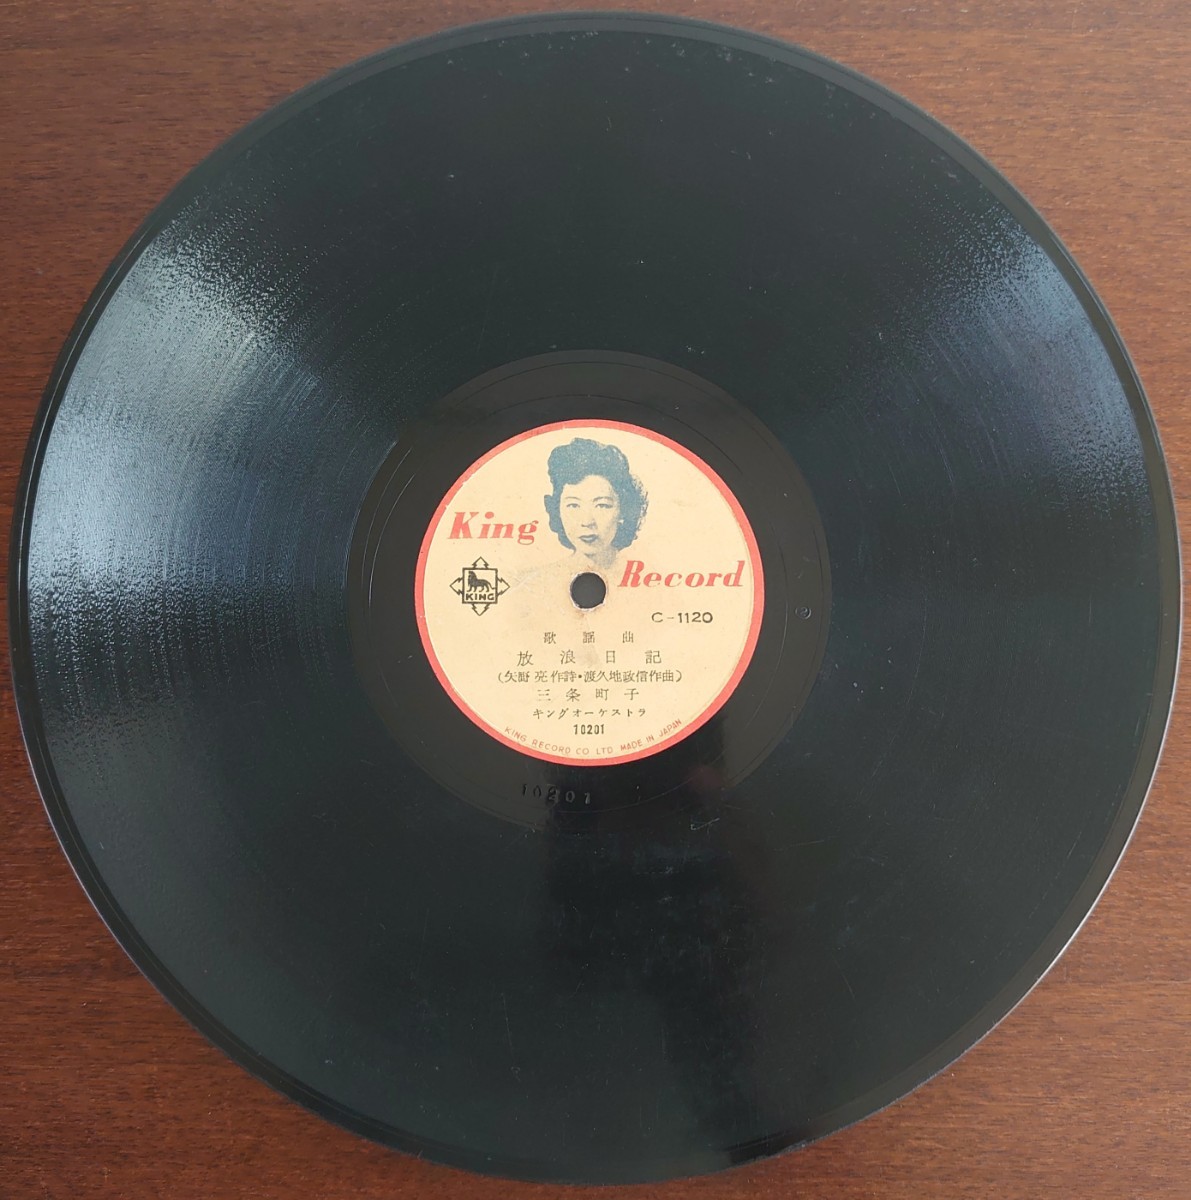 King
Record
KING
C-1120
歌謡曲
放浪日記
(矢野亮作詩・渡久地政信作曲)
三条町子
キングオーケストラ
10201
KING RECORD CO LTD MADE IN JAPAN
10201